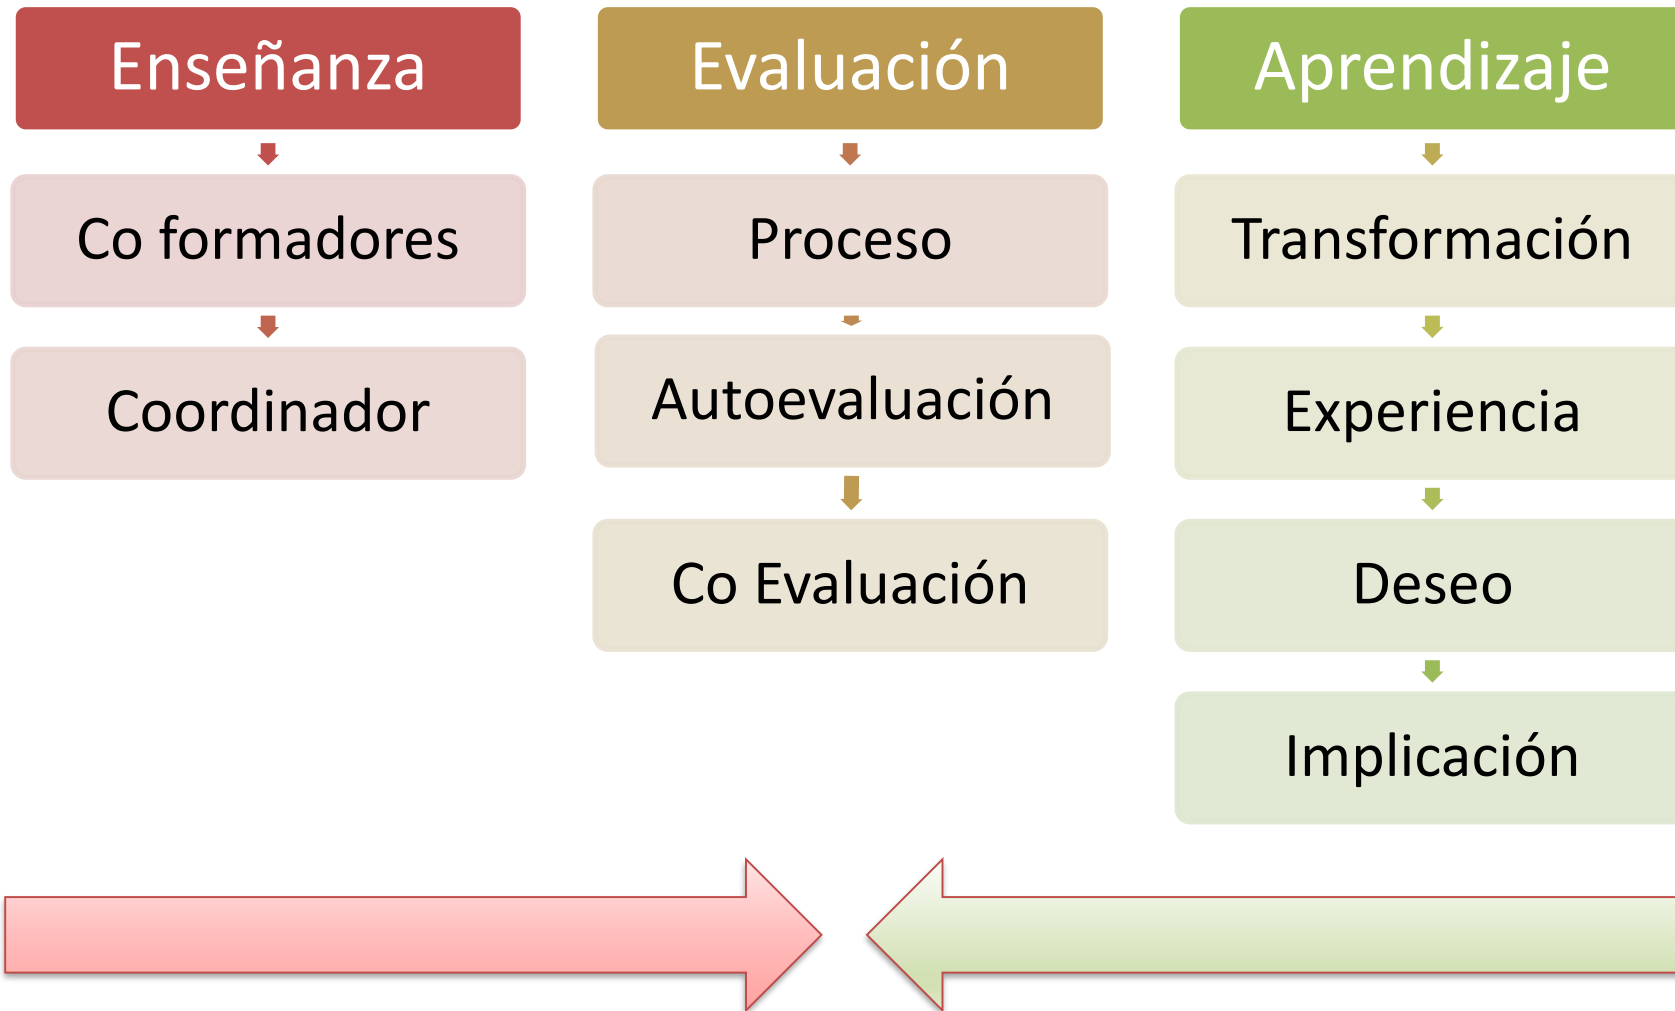 Enseñanza
Co formadores
Coordinador
Evaluación
Proceso
Autoevaluación
Co Evaluación
Aprendizaje
Transformación
Experiencia
Deseo
Implicación